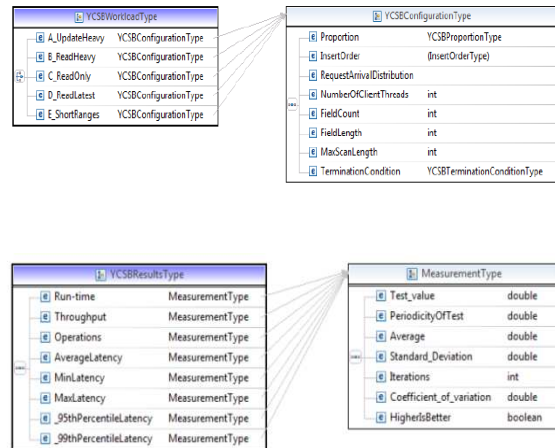 YCSBWorkloadType
A_UpdateHeavy YCSBConfigurationType
B_ReadHeavy YCSBConfigurationType
C_ReadOnly YCSBConfigurationType
D_ReadLatest YCSBConfigurationType
E_ShortRanges YCSBConfigurationType
YCSBConfigurationType
Proportion YCSBProportionType
InsertOrder (InsertOrderType)
RequestArrivalDistribution
NumberOfClientThreads int
FieldCount int
FieldLength int
MaxScanLength int
TerminationCondition YCSBTerminationConditionType
YCSBResultsType
Run-time MeasurementType
Throughput MeasurementType
Operations MeasurementType
AverageLatency MeasurementType
MinLatency MeasurementType
MaxLatency MeasurementType
_95thPercentileLatency MeasurementType
_99thPercentileLatency MeasurementType
MeasurementType
Test_value double
PeriodicityOfTest double
Average double
Standard_Deviation double
Iterations int
Coefficient_of_variation double
HigherIsBetter boolean